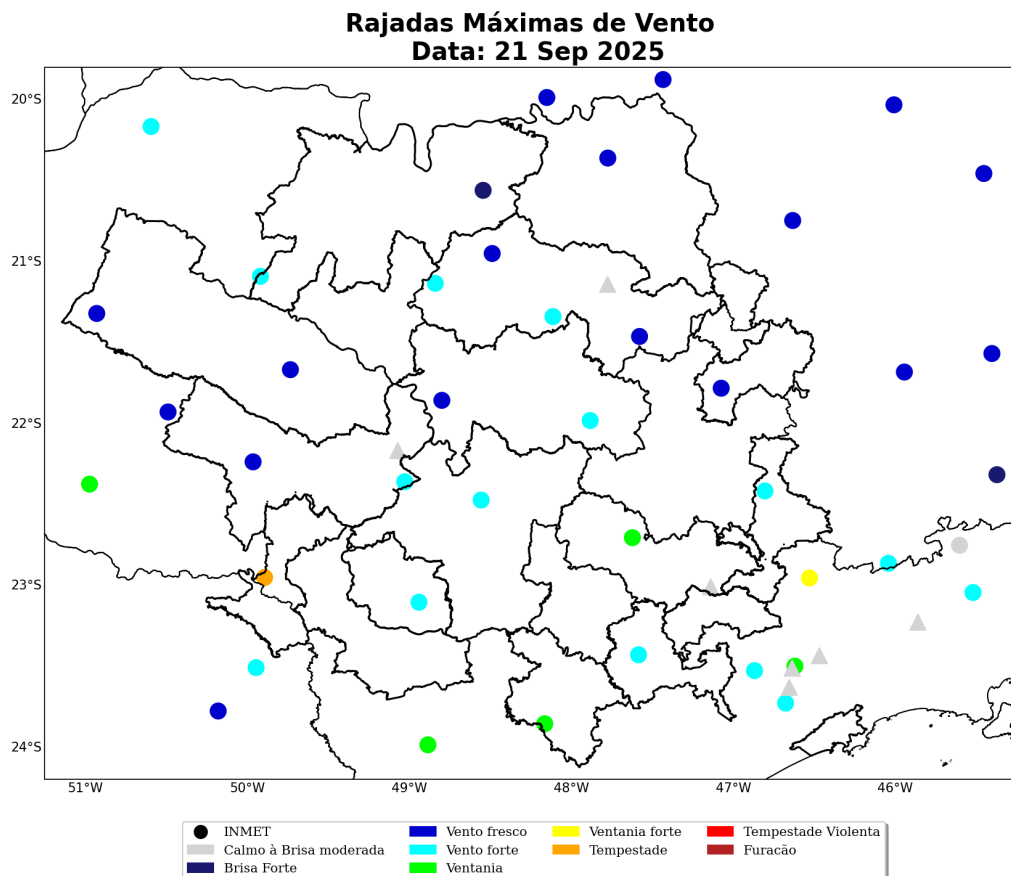 Rajadas Máximas de Vento
Data: 21 Sep 2025
20°S
21°S
22°S
23°S
24°S
51°W 50°W 49°W 48°W 47°W 46°W
INMET
Calmo à Brisa moderada
Brisa Forte
Vento fresco
Vento forte
Ventania
Ventania forte
Tempestade
Tempestade Violenta
Furacão